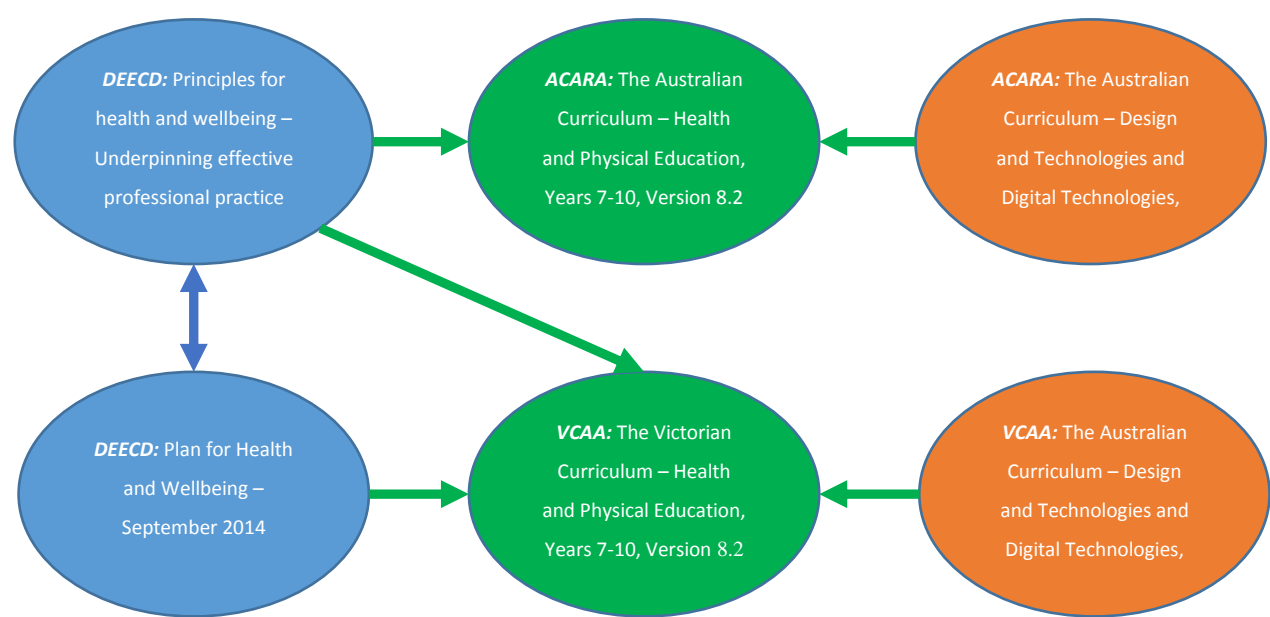 DEECD: Principles for
health and wellbeing –
Underpinning effective
professional practice
ACARA: The Australian
Curriculum – Health
and Physical Education,
Years 7-10, Version 8.2
ACARA: The Australian
Curriculum – Design
and Technologies and
Digital Technologies,
DEECD: Plan for Health
and Wellbeing –
September 2014
VCAA: The Victorian
Curriculum – Health
and Physical Education,
Years 7-10, Version 8.2
VCAA: The Australian
Curriculum – Design
and Technologies and
Digital Technologies,